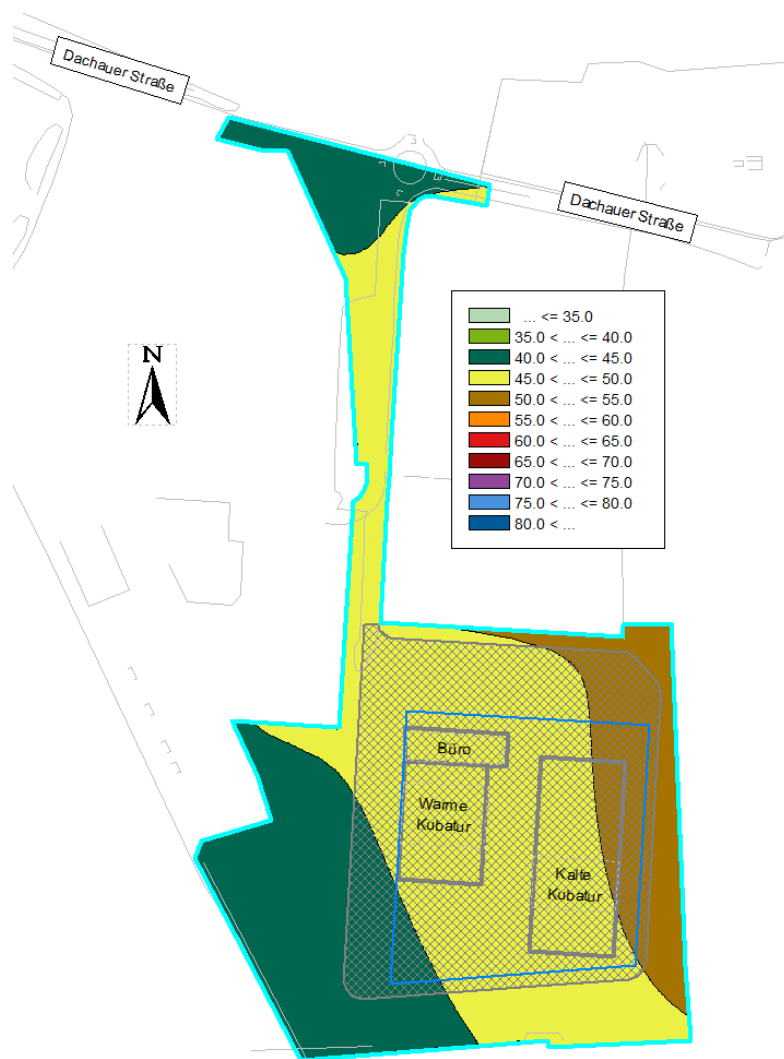 Dachauer Straße
Dachauer Straße
N
... <= 35.0
35.0 < ... <= 40.0
40.0 < ... <= 45.0
45.0 < ... <= 50.0
50.0 < ... <= 55.0
55.0 < ... <= 60.0
60.0 < ... <= 65.0
65.0 < ... <= 70.0
70.0 < ... <= 75.0
75.0 < ... <= 80.0
80.0 < ...
Büro
Warme
Kubatur
Kalte
Kubatur